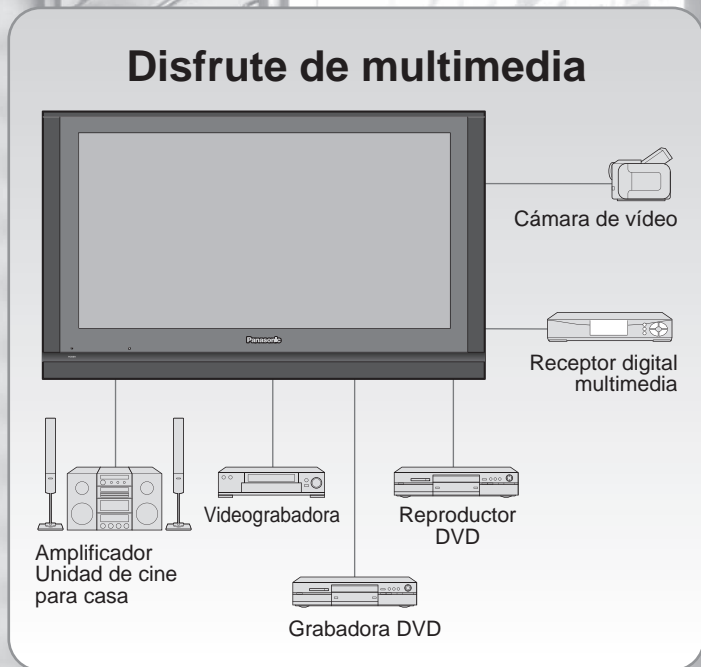 Disfrute de multimedia
Panasonic
Cámara de vídeo
Receptor digital
multimedia
Amplificador
Unidad de cine
para casa
Videograbadora
Reproductor
DVD
Grabadora DVD